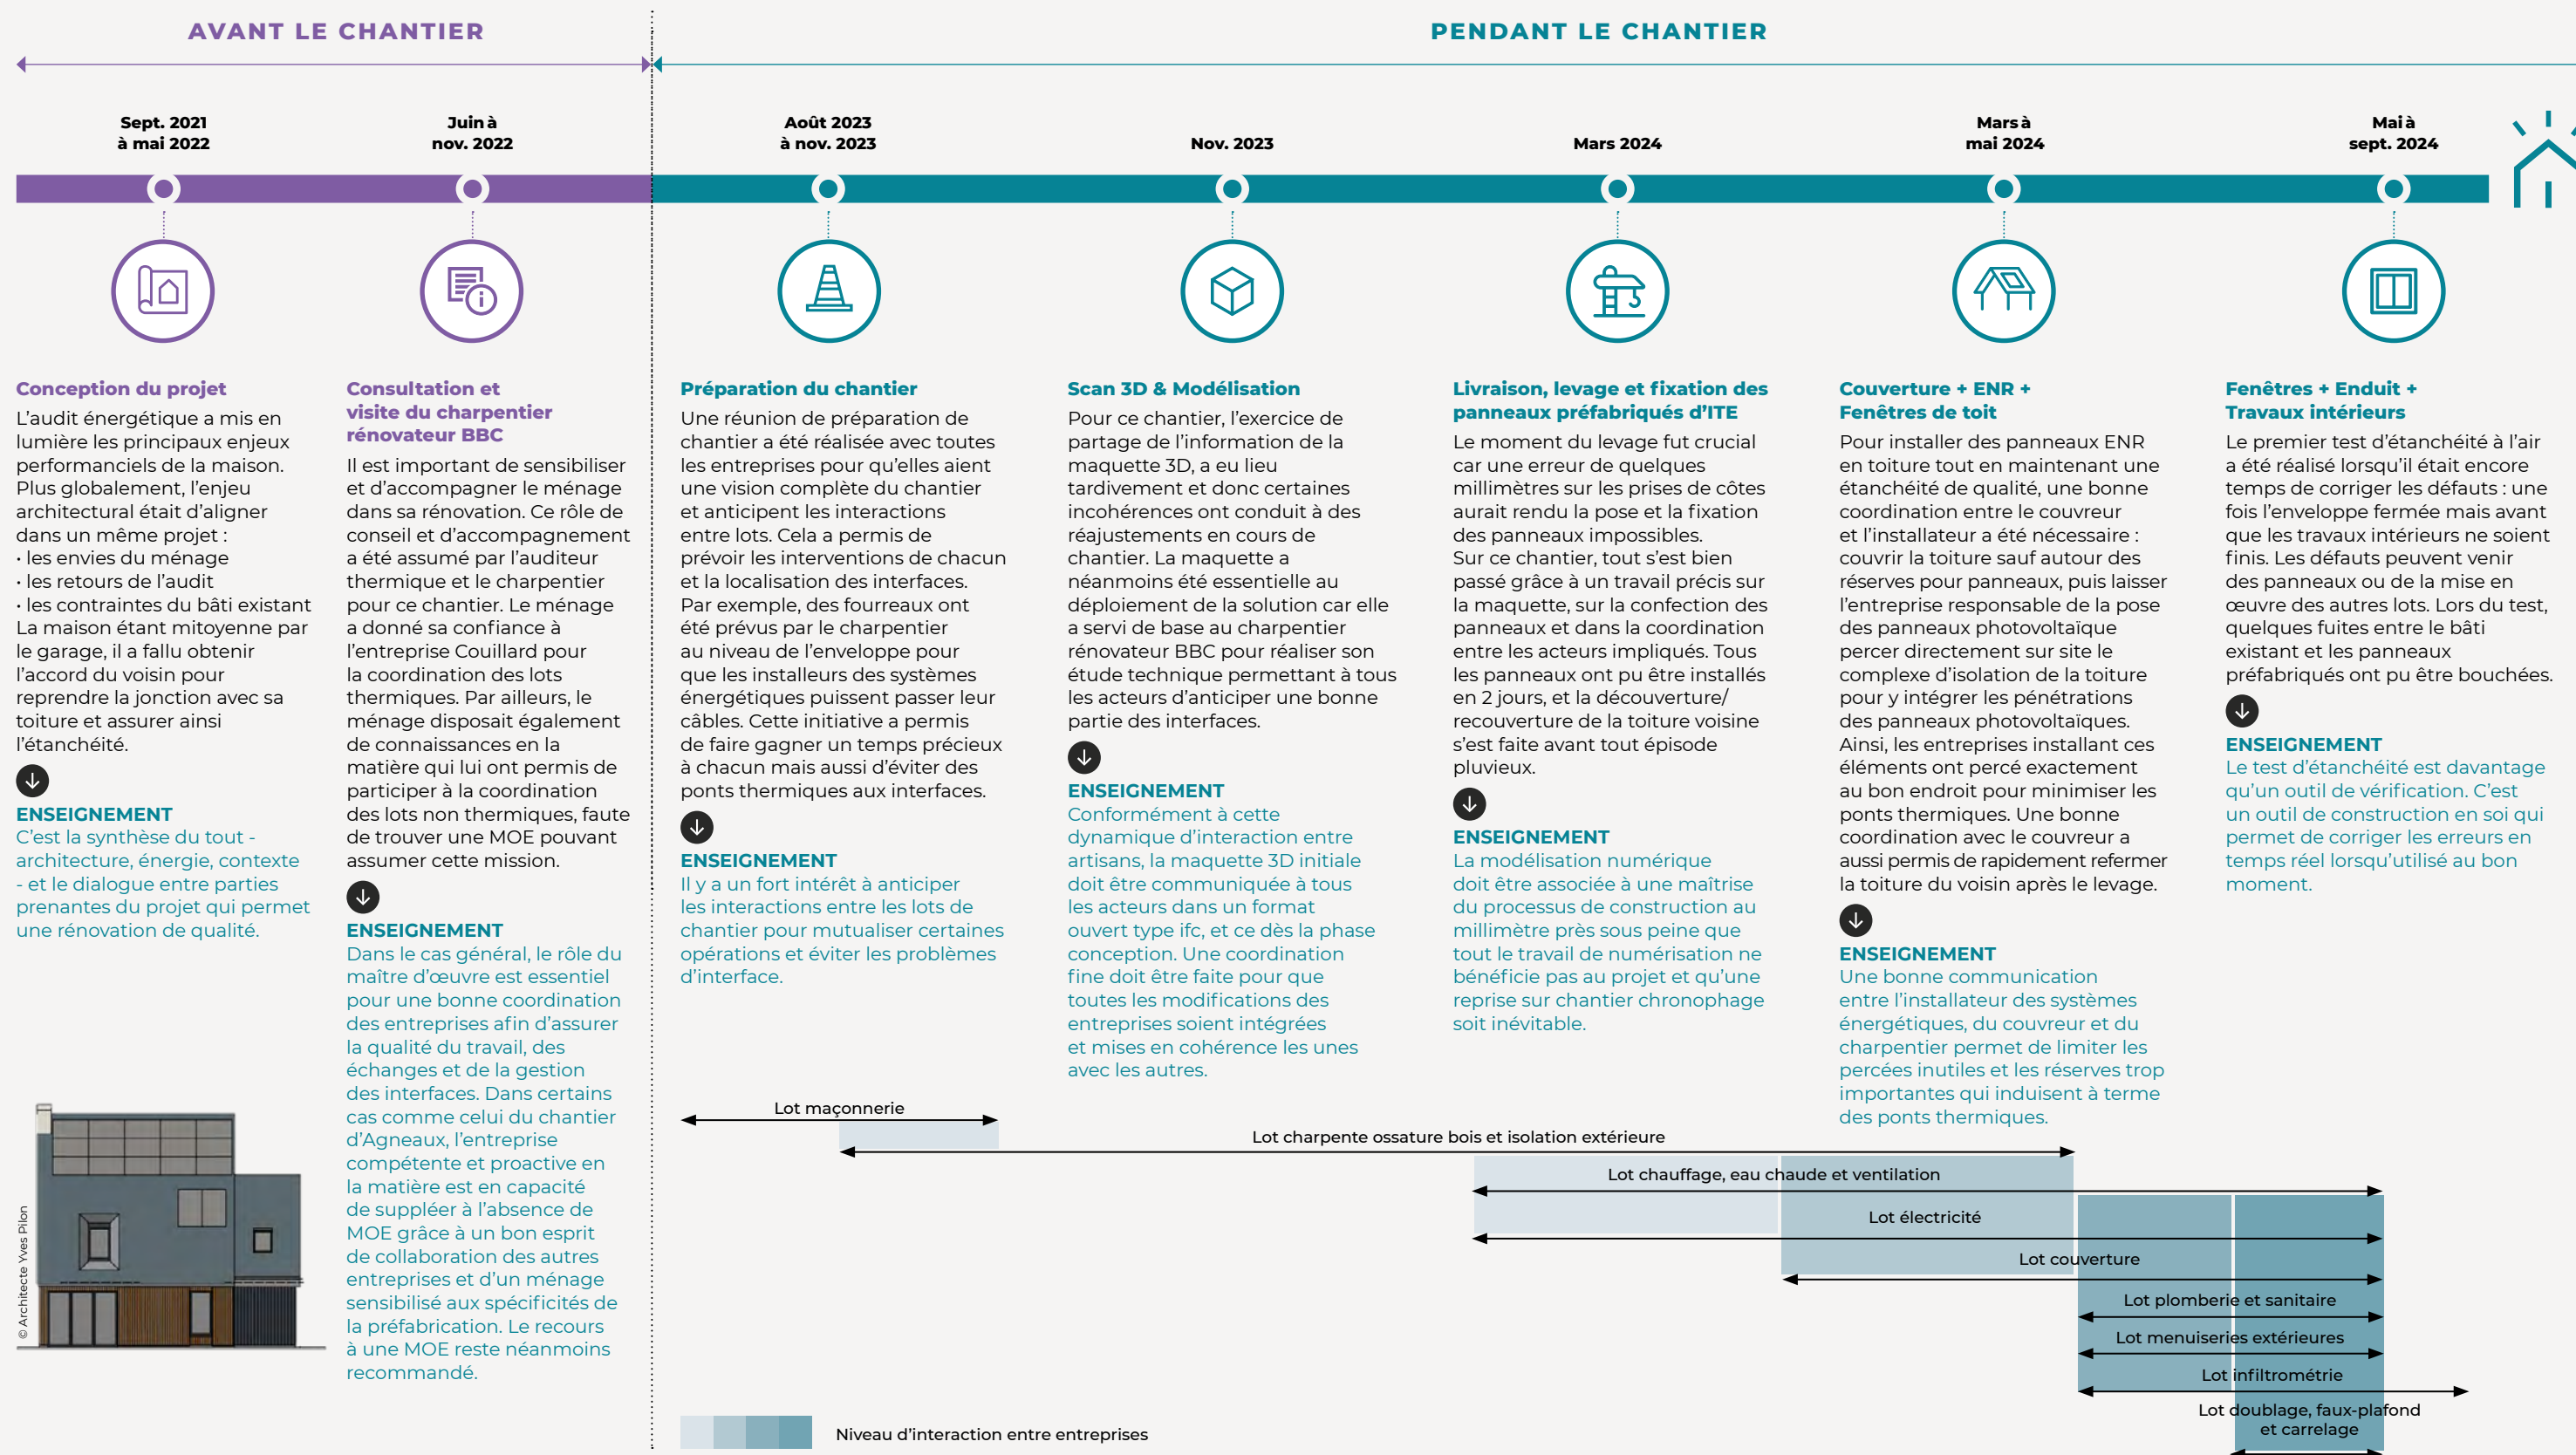 AVANT LE CHANTIER
PENDANT LE CHANTIER
Sept. 2021
à mai 2022
Juin à
nov. 2022
Août 2023
à nov. 2023
Nov. 2023
Mars 2024
Mars à
mai 2024
Mai à
sept. 2024
Conception du projet
L’audit énergétique a mis en
lumière les principaux enjeux
performanciels de la maison.
Plus globalement, l’enjeu
architectural était d’aligner
dans un même projet :
• les envies du ménage
• les retours de l’audit
• les contraintes du bâti existant
La maison étant mitoyenne par
le garage, il a fallu obtenir
l’accord du voisin pour
reprendre la jonction avec sa
toiture et assurer ainsi
l’étanchéité.
ENSEIGNEMENT
C’est la synthèse du tout -
architecture, énergie, contexte
- et le dialogue entre parties
prenantes du projet qui permet
une rénovation de qualité.
© Architecte Yves Pilon
Consultation et
visite du charpentier
rénovateur BBC
Il est important de sensibiliser
et d’accompagner le ménage
dans sa rénovation. Ce rôle de
conseil et d’accompagnement
a été assumé par l’auditeur
thermique et le charpentier
pour ce chantier. Le ménage
a donné sa confiance à
l’entreprise Couillard pour
la coordination des lots
thermiques. Par ailleurs, le
ménage disposait également
de connaissances en la
matière qui lui ont permis de
participer à la coordination
des lots non thermiques, faute
de trouver une MOE pouvant
assumer cette mission.
ENSEIGNEMENT
Dans le cas général, le rôle du
maître d’œuvre est essentiel
pour une bonne coordination
des entreprises afin d’assurer
la qualité du travail, des
échanges et de la gestion
des interfaces. Dans certains
cas comme celui du chantier
d’Agneaux, l’entreprise
compétente et proactive en
la matière est en capacité
de suppléer à l’absence de
MOE grâce à un bon esprit
de collaboration des autres
entreprises et d’un ménage
sensibilisé aux spécificités de
la préfabrication. Le recours
à une MOE reste néanmoins
recommandé.
Préparation du chantier
Une réunion de préparation de
chantier a été réalisée avec toutes
les entreprises pour qu’elles aient
une vision complète du chantier
et anticipent les interactions
entre lots. Cela a permis de
prévoir les interventions de chacun
et la localisation des interfaces.
Par exemple, des fourreaux ont
été prévus par le charpentier
au niveau de l’enveloppe pour
que les installeurs des systèmes
énergétiques puissent passer leur
câbles. Cette initiative a permis
de faire gagner un temps précieux
à chacun mais aussi d’éviter des
ponts thermiques aux interfaces.
ENSEIGNEMENT
Il y a un fort intérêt à anticiper
les interactions entre les lots de
chantier pour mutualiser certaines
opérations et éviter les problèmes
d’interface.
Scan 3D & Modélisation
Pour ce chantier, l’exercice de
partage de l’information de la
maquette 3D, a eu lieu
tardivement et donc certaines
incohérences ont conduit à des
réajustements en cours de
chantier. La maquette a
néanmoins été essentielle au
déploiement de la solution car elle
a servi de base au charpentier
rénovateur BBC pour réaliser son
étude technique permettant à tous
les acteurs d’anticiper une bonne
partie des interfaces.
ENSEIGNEMENT
Conformément à cette
dynamique d’interaction entre
artisans, la maquette 3D initiale
doit être communiquée à tous
les acteurs dans un format
ouvert type ifc, et ce dès la phase
conception. Une coordination
fine doit être faite pour que
toutes les modifications des
entreprises soient intégrées
et mises en cohérence les unes
avec les autres.
Livraison, levage et fixation des
panneaux préfabriqués d’ITE
Le moment du levage fut crucial
car une erreur de quelques
millimètres sur les prises de côtes
aurait rendu la pose et la fixation
des panneaux impossibles.
Sur ce chantier, tout s’est bien
passé grâce à un travail précis sur
la maquette, sur la confection des
panneaux et dans la coordination
entre les acteurs impliqués. Tous
les panneaux ont pu être installés
en 2 jours, et la découverture/
recouverture de la toiture voisine
s’est faite avant tout épisode
pluvieux.
ENSEIGNEMENT
La modélisation numérique
doit être associée à une maîtrise
du processus de construction au
millimètre près sous peine que
tout le travail de numérisation ne
bénéficie pas au projet et qu’une
reprise sur chantier chronophage
soit inévitable.
Couverture + ENR +
Fenêtres de toit
Pour installer des panneaux ENR
en toiture tout en maintenant une
étanchéité de qualité, une bonne
coordination entre le couvreur
et l’installateur a été nécessaire :
couvrir la toiture sauf autour des
réserves pour panneaux, puis laisser
l’entreprise responsable de la pose
des panneaux photovoltaïque
percer directement sur site le
complexe d’isolation de la toiture
pour y intégrer les pénétrations
des panneaux photovoltaïques.
Ainsi, les entreprises installant ces
éléments ont percé exactement
au bon endroit pour minimiser les
ponts thermiques. Une bonne
coordination avec le couvreur a
aussi permis de rapidement refermer
la toiture du voisin après le levage.
ENSEIGNEMENT
Une bonne communication
entre l’installateur des systèmes
énergétiques, du couvreur et du
charpentier permet de limiter les
percées inutiles et les réserves trop
importantes qui induisent à terme
des ponts thermiques.
Fenêtres + Enduit +
Travaux intérieurs
Le premier test d’étanchéité à l’air
a été réalisé lorsqu’il était encore
temps de corriger les défauts : une
fois l’enveloppe fermée mais avant
que les travaux intérieurs ne soient
finis. Les défauts peuvent venir
des panneaux ou de la mise en
œuvre des autres lots. Lors du test,
quelques fuites entre le bâti
existant et les panneaux
préfabriqués ont pu être bouchées.
ENSEIGNEMENT
Le test d’étanchéité est davantage
qu’un outil de vérification. C’est
un outil de construction en soi qui
permet de corriger les erreurs en
temps réel lorsqu’utilisé au bon
moment.
Lot maçonnerie
Lot charpente ossature bois et isolation extérieure
Lot chauffage, eau chaude et ventilation
Lot électricité
Lot couverture
Lot plomberie et sanitaire
Lot menuiseries extérieures
Lot infiltrométrie
Lot doublage, faux-plafond
et carrelage
Niveau d’interaction entre entreprises